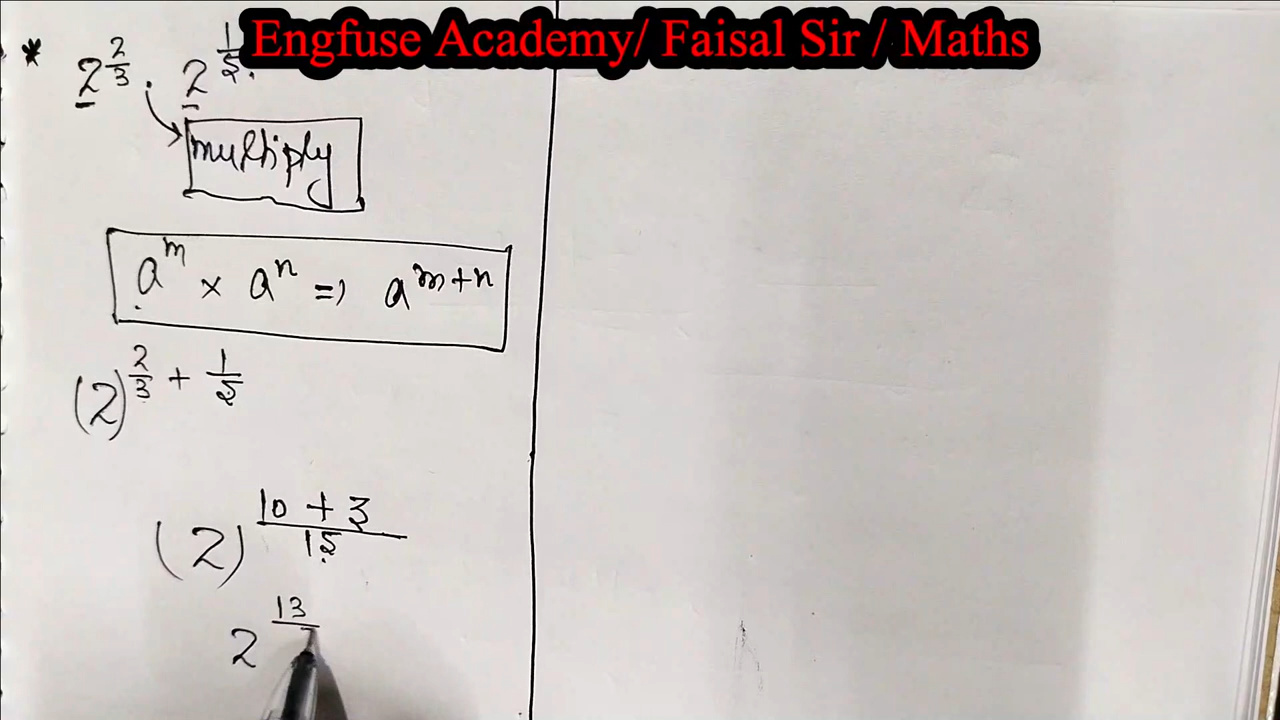 Engfuse Academy/ Faisal Sir / Maths
* 2^(2/3) . 2^(1/5).
multiply
a^m × a^n => a^(m+n)
(2)^(2/3 + 1/5)
(2)^((10 + 3)/15)
2^(13/